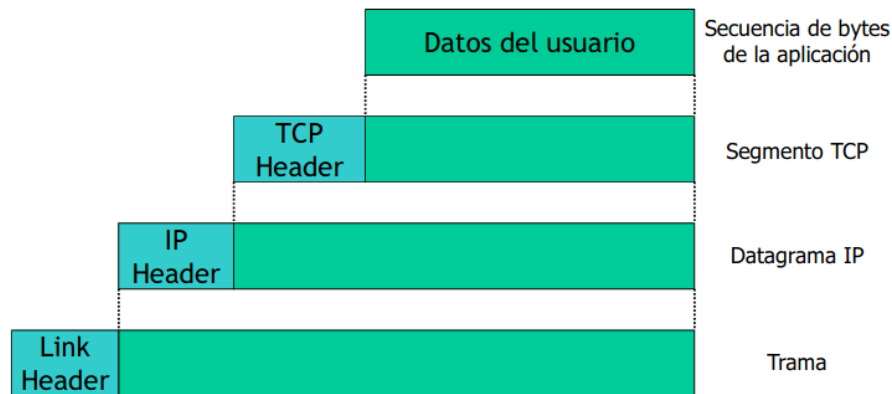 Datos del usuario
Secuencia de bytes
de la aplicación
TCP
Header
Segmento TCP
IP
Header
Datagrama IP
Link
Header
Trama